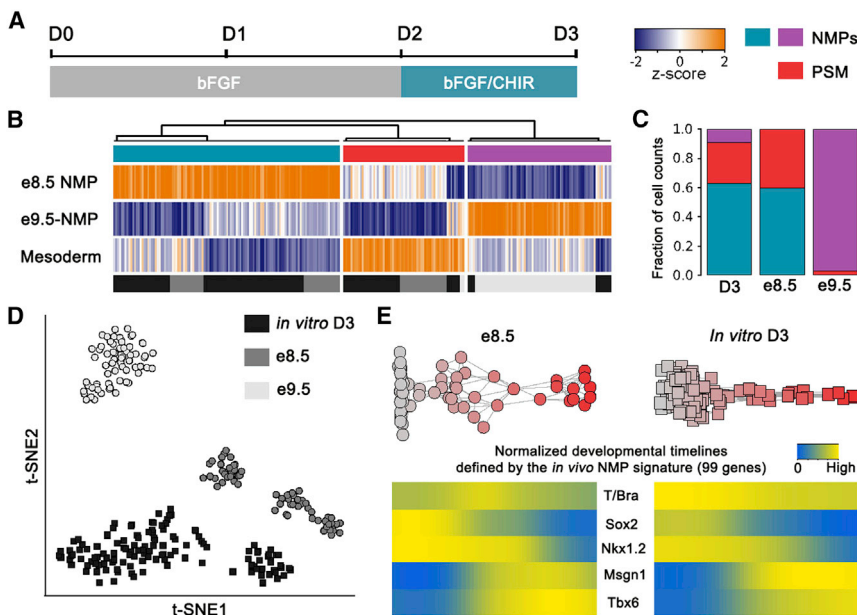 A
D0 D1 D2 D3
bFGF bFGF/CHIR
-2 0 2
z-score
NMPs
PSM
B
e8.5 NMP
e9.5-NMP
Mesoderm
C
Fraction of cell counts
1.0
0.8
0.6
0.4
0.2
0.0
D3 e8.5 e9.5
D
in vitro D3
e8.5
e9.5
t-SNE2
t-SNE1
E
e8.5 In vitro D3
Normalized developmental timelines
defined by the in vivo NMP signature (99 genes)
0 High
T/Bra
Sox2
Nkx1.2
Msgn1
Tbx6